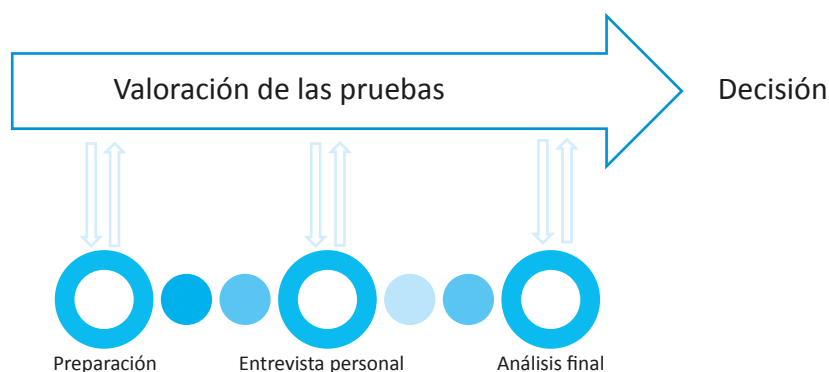 Valoración de las pruebas
Decisión
Preparación
Entrevista personal
Análisis final